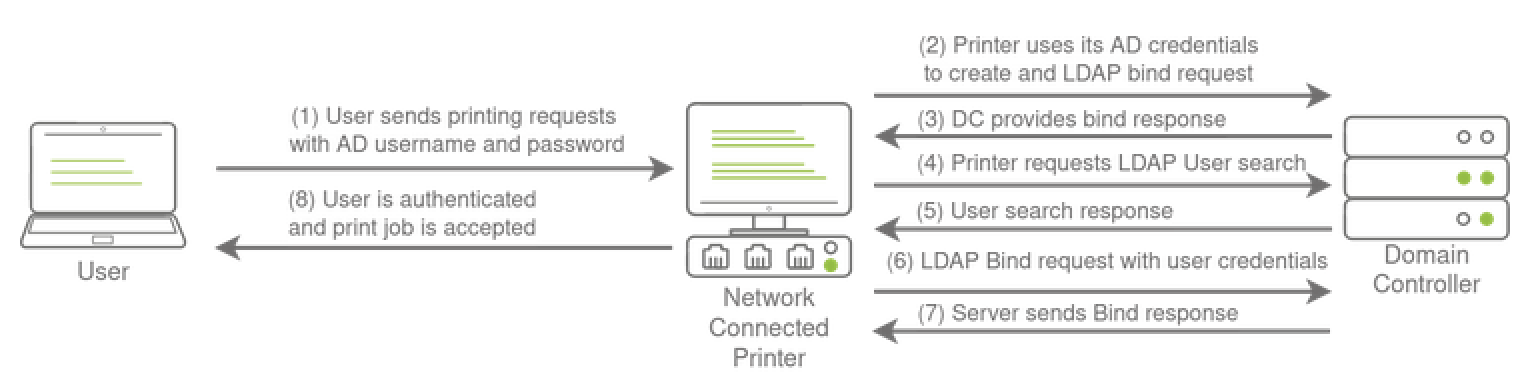 (1) User sends printing requests
with AD username and password
(8) User is authenticated
and print job is accepted
User
Network
Connected
Printer
(2) Printer uses its AD credentials
to create and LDAP bind request
(3) DC provides bind response
(4) Printer requests LDAP User search
(5) User search response
(6) LDAP Bind request with user credentials
(7) Server sends Bind response
Domain
Controller